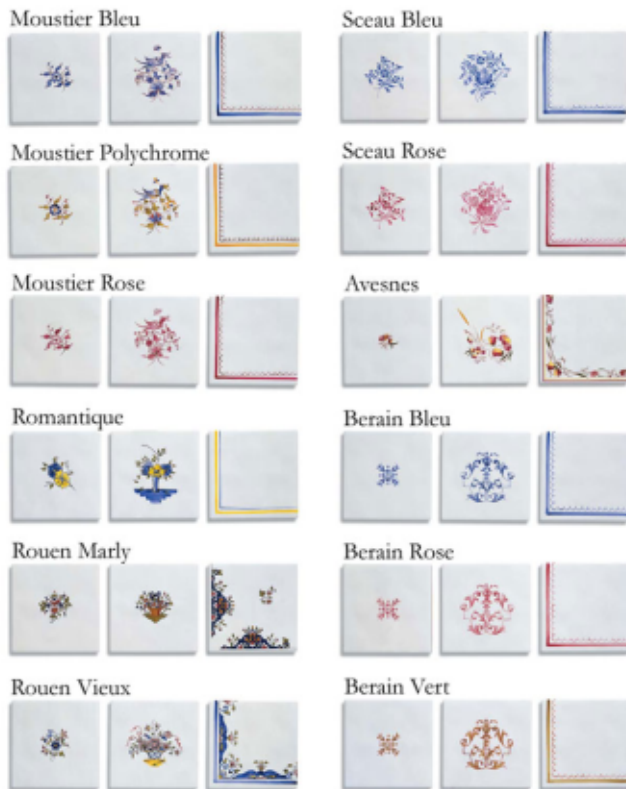 Moustier Bleu
Sceau Bleu
Moustier Polychrome
Sceau Rose
Moustier Rose
Avesnes
Romantique
Berain Bleu
Rouen Marly
Berain Rose
Rouen Vieux
Berain Vert